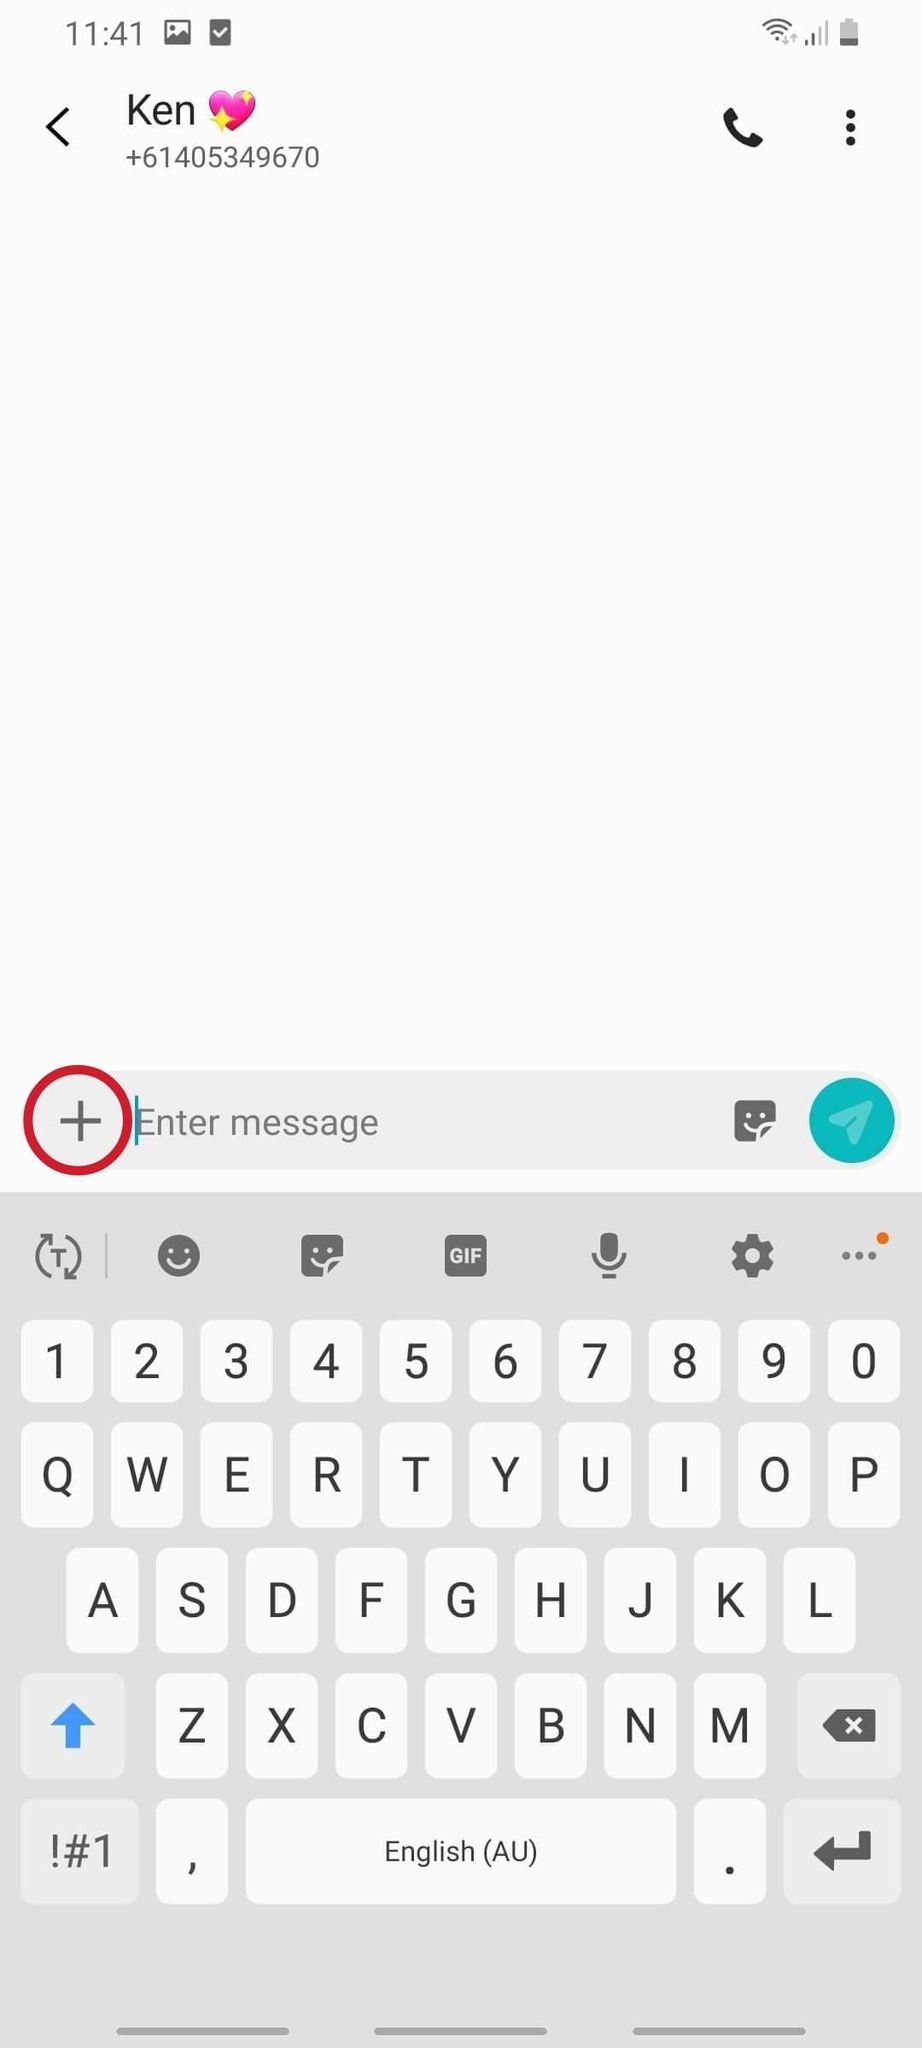 11:41
Ken 💖
+61405349670
Enter message
T
GIF
1 2 3 4 5 6 7 8 9 0
Q W E R T Y U I O P
A S D F G H J K L
Z X C V B N M
!#1 , English (AU) .